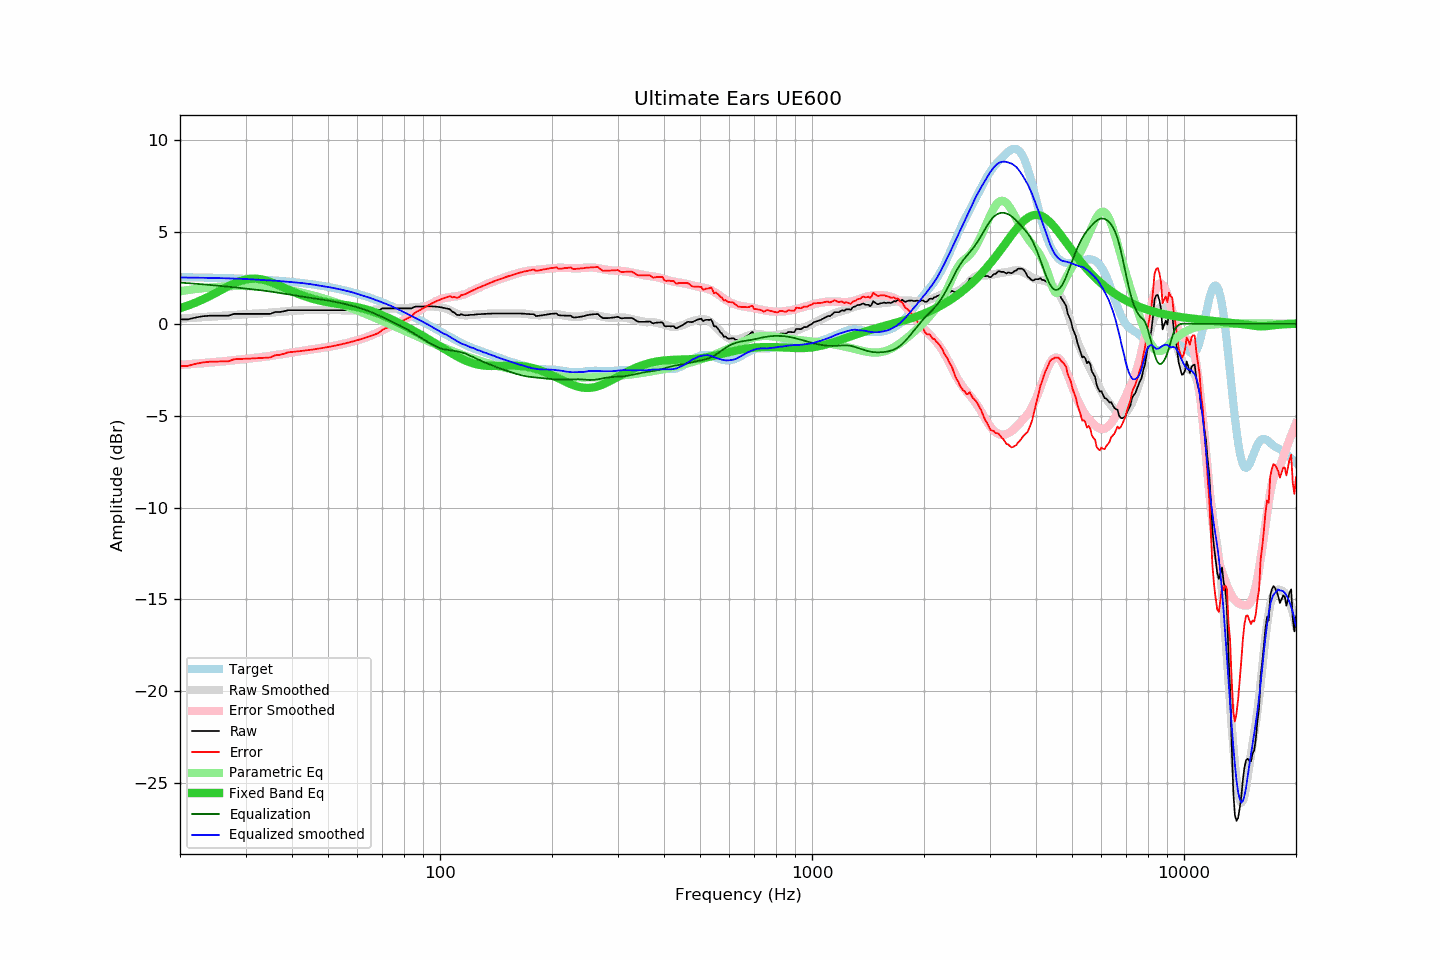 Ultimate Ears UE600
10
5
0
−5
−10
−15
−20
−25
Amplitude (dBr)
Target
Raw Smoothed
Error Smoothed
Raw
Error
Parametric Eq
Fixed Band Eq
Equalization
Equalized smoothed
100
1000
10000
Frequency (Hz)